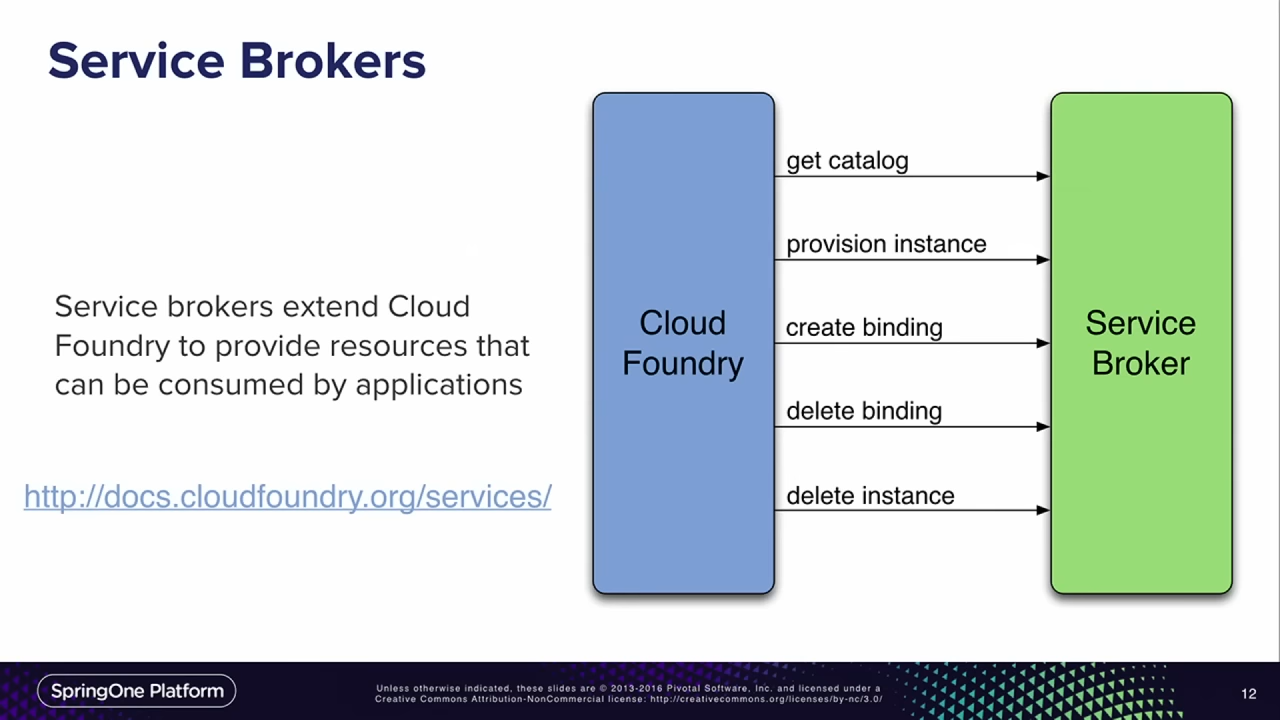 Service Brokers
Service brokers extend Cloud
Foundry to provide resources that
can be consumed by applications
http://docs.cloudfoundry.org/services/
Cloud
Foundry
get catalog
provision instance
create binding
delete binding
delete instance
Service
Broker
SpringOne Platform
Unless otherwise indicated, these slides are © 2013-2016 Pivotal Software, Inc. and licensed under a
Creative Commons Attribution-NonCommercial license: http://creativecommons.org/licenses/by-nc/3.0/
12